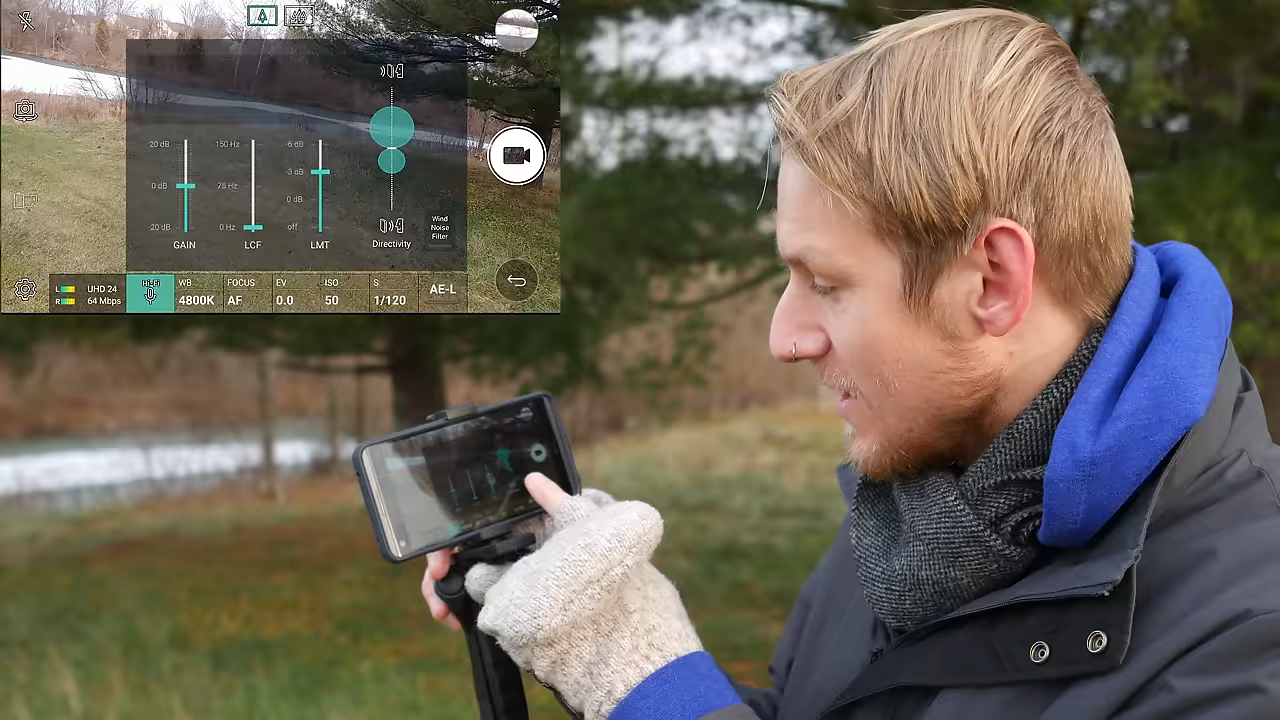 20 dB
0 dB
-20 dB
GAIN
150 Hz
75 Hz
0 Hz
LCF
6 dB
-3 dB
0 dB
off
LMT
Directivity
Wind
Noise
Filter
L
R
UHD 24
64 Mbps
Hi-Fi
WB
4800K
FOCUS
AF
EV
0.0
ISO
50
S
1/120
AE-L